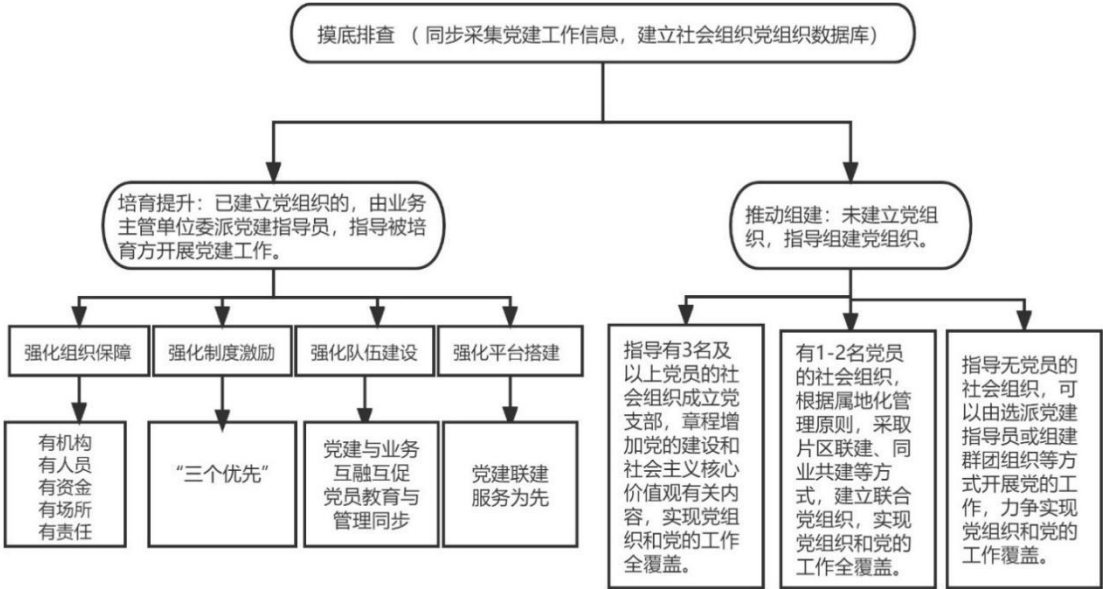 摸底排查 （ 同步采集党建工作信息，建立社会组织党组织数据库）
培育提升：已建立党组织的，由业务
主管单位委派党建指导员，指导被培
育方开展党建工作。
推动组建：未建立党组
织，指导组建党组织。
强化组织保障
强化制度激励
强化队伍建设
强化平台搭建
有机构
有人员
有资金
有场所
有责任
“三个优先”
党建与业务
互融互促
党员教育与
管理同步
党建联建
服务为先
指导有3名及
以上党员的社
会组织成立党
支部，章程增
加党的建设和
社会主义核心
价值观有关内
容，实现党组
织和党的工作
全覆盖。
有1-2名党员
的社会组织，
根据属地化管
理原则，采取
片区联建、同
业共建等方
式，建立联合
党组织，实现
党组织和党的
工作全覆盖。
指导无党员的
社会组织，可
以由选派党建
指导员或组建
群团组织等方
式开展党的工
作，力争实现
党组织和党的
工作覆盖。